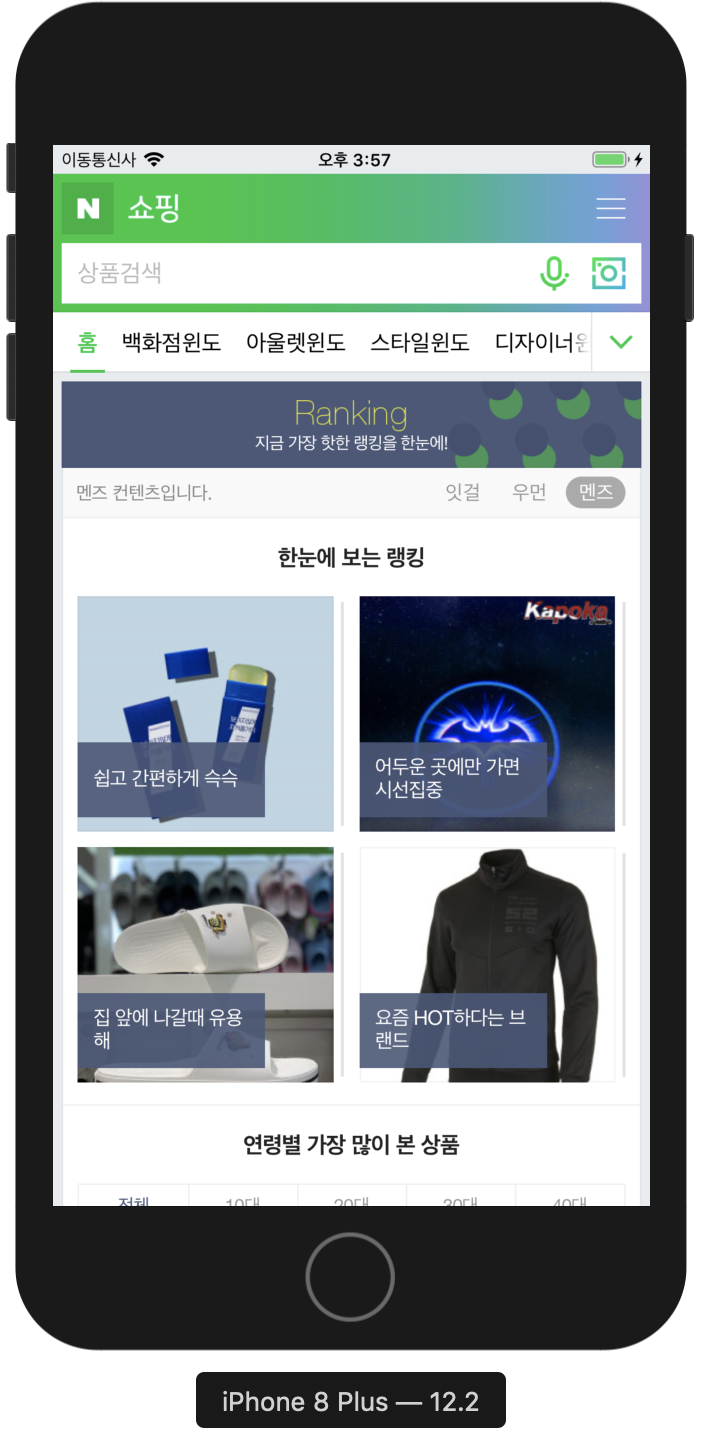 이동통신사
오후 3:57
N 쇼핑
상품검색
홈 백화점윈도 아울렛윈도 스타일윈도 디자이너윈
Ranking
지금 가장 핫한 랭킹을 한눈에!
멘즈 컨텐츠입니다.
잇걸 우먼 멘즈
한눈에 보는 랭킹
쉽고 간편하게 슥슥
Kapoka
어두운 곳에만 가면
시선집중
집 앞에 나갈때 유용
해
52
요즘 HOT하다는 브
랜드
연령별 가장 많이 본 상품
전체 10대 20대 30대 40대
iPhone 8 Plus — 12.2